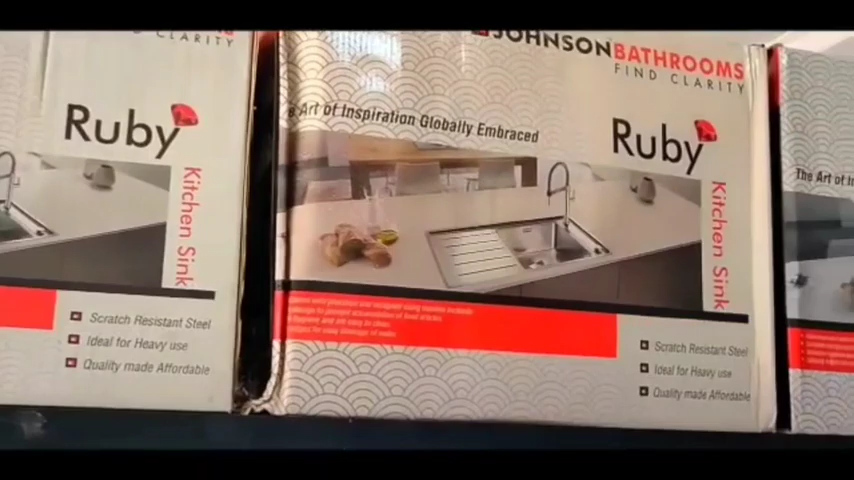 CLARITY
Ruby
Kitchen Sink
Scratch Resistant Steel
Ideal for Heavy Use
Quality Made Affordable
JOHNSON BATHROOMS
FIND CLARITY
Art of Inspiration Globally Embraced
Ruby
Kitchen Sink
Scratch Resistant Steel
Ideal for Heavy Use
Quality Made Affordable
The Art of